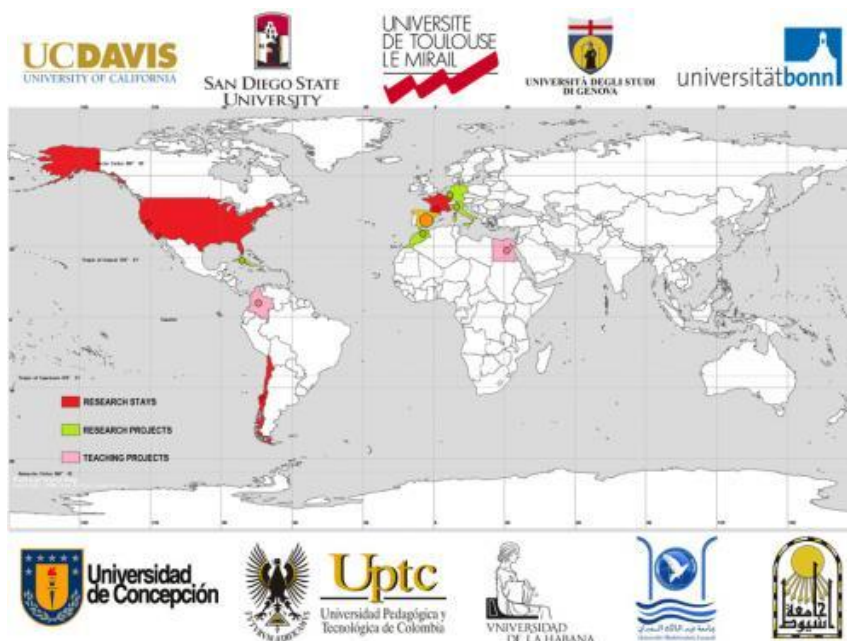 UCDAVIS
UNIVERSITY OF CALIFORNIA
SAN DIEGO STATE
UNIVERSITY
UNIVERSITE
DE TOULOUSE
LE MIRAIL
UNIVERSITÀ DEGLI STUDI
DI GENOVA
universitätbonn
RESEARCH STAYS
RESEARCH PROJECTS
TEACHING PROJECTS
Universidad
de Concepción
Uptc
Universidad Pedagógica y
Tecnológica de Colombia
VNIVERSIDAD
DE LA HABANA
جامعة
أسيوط